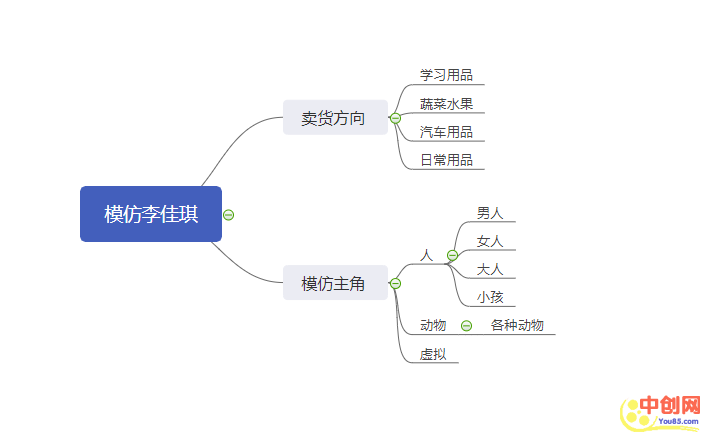 模仿李佳琪
卖货方向
学习用品
蔬菜水果
汽车用品
日常用品
模仿主角
人
男人
女人
大人
小孩
动物
各种动物
虚拟
中创网
You85.com